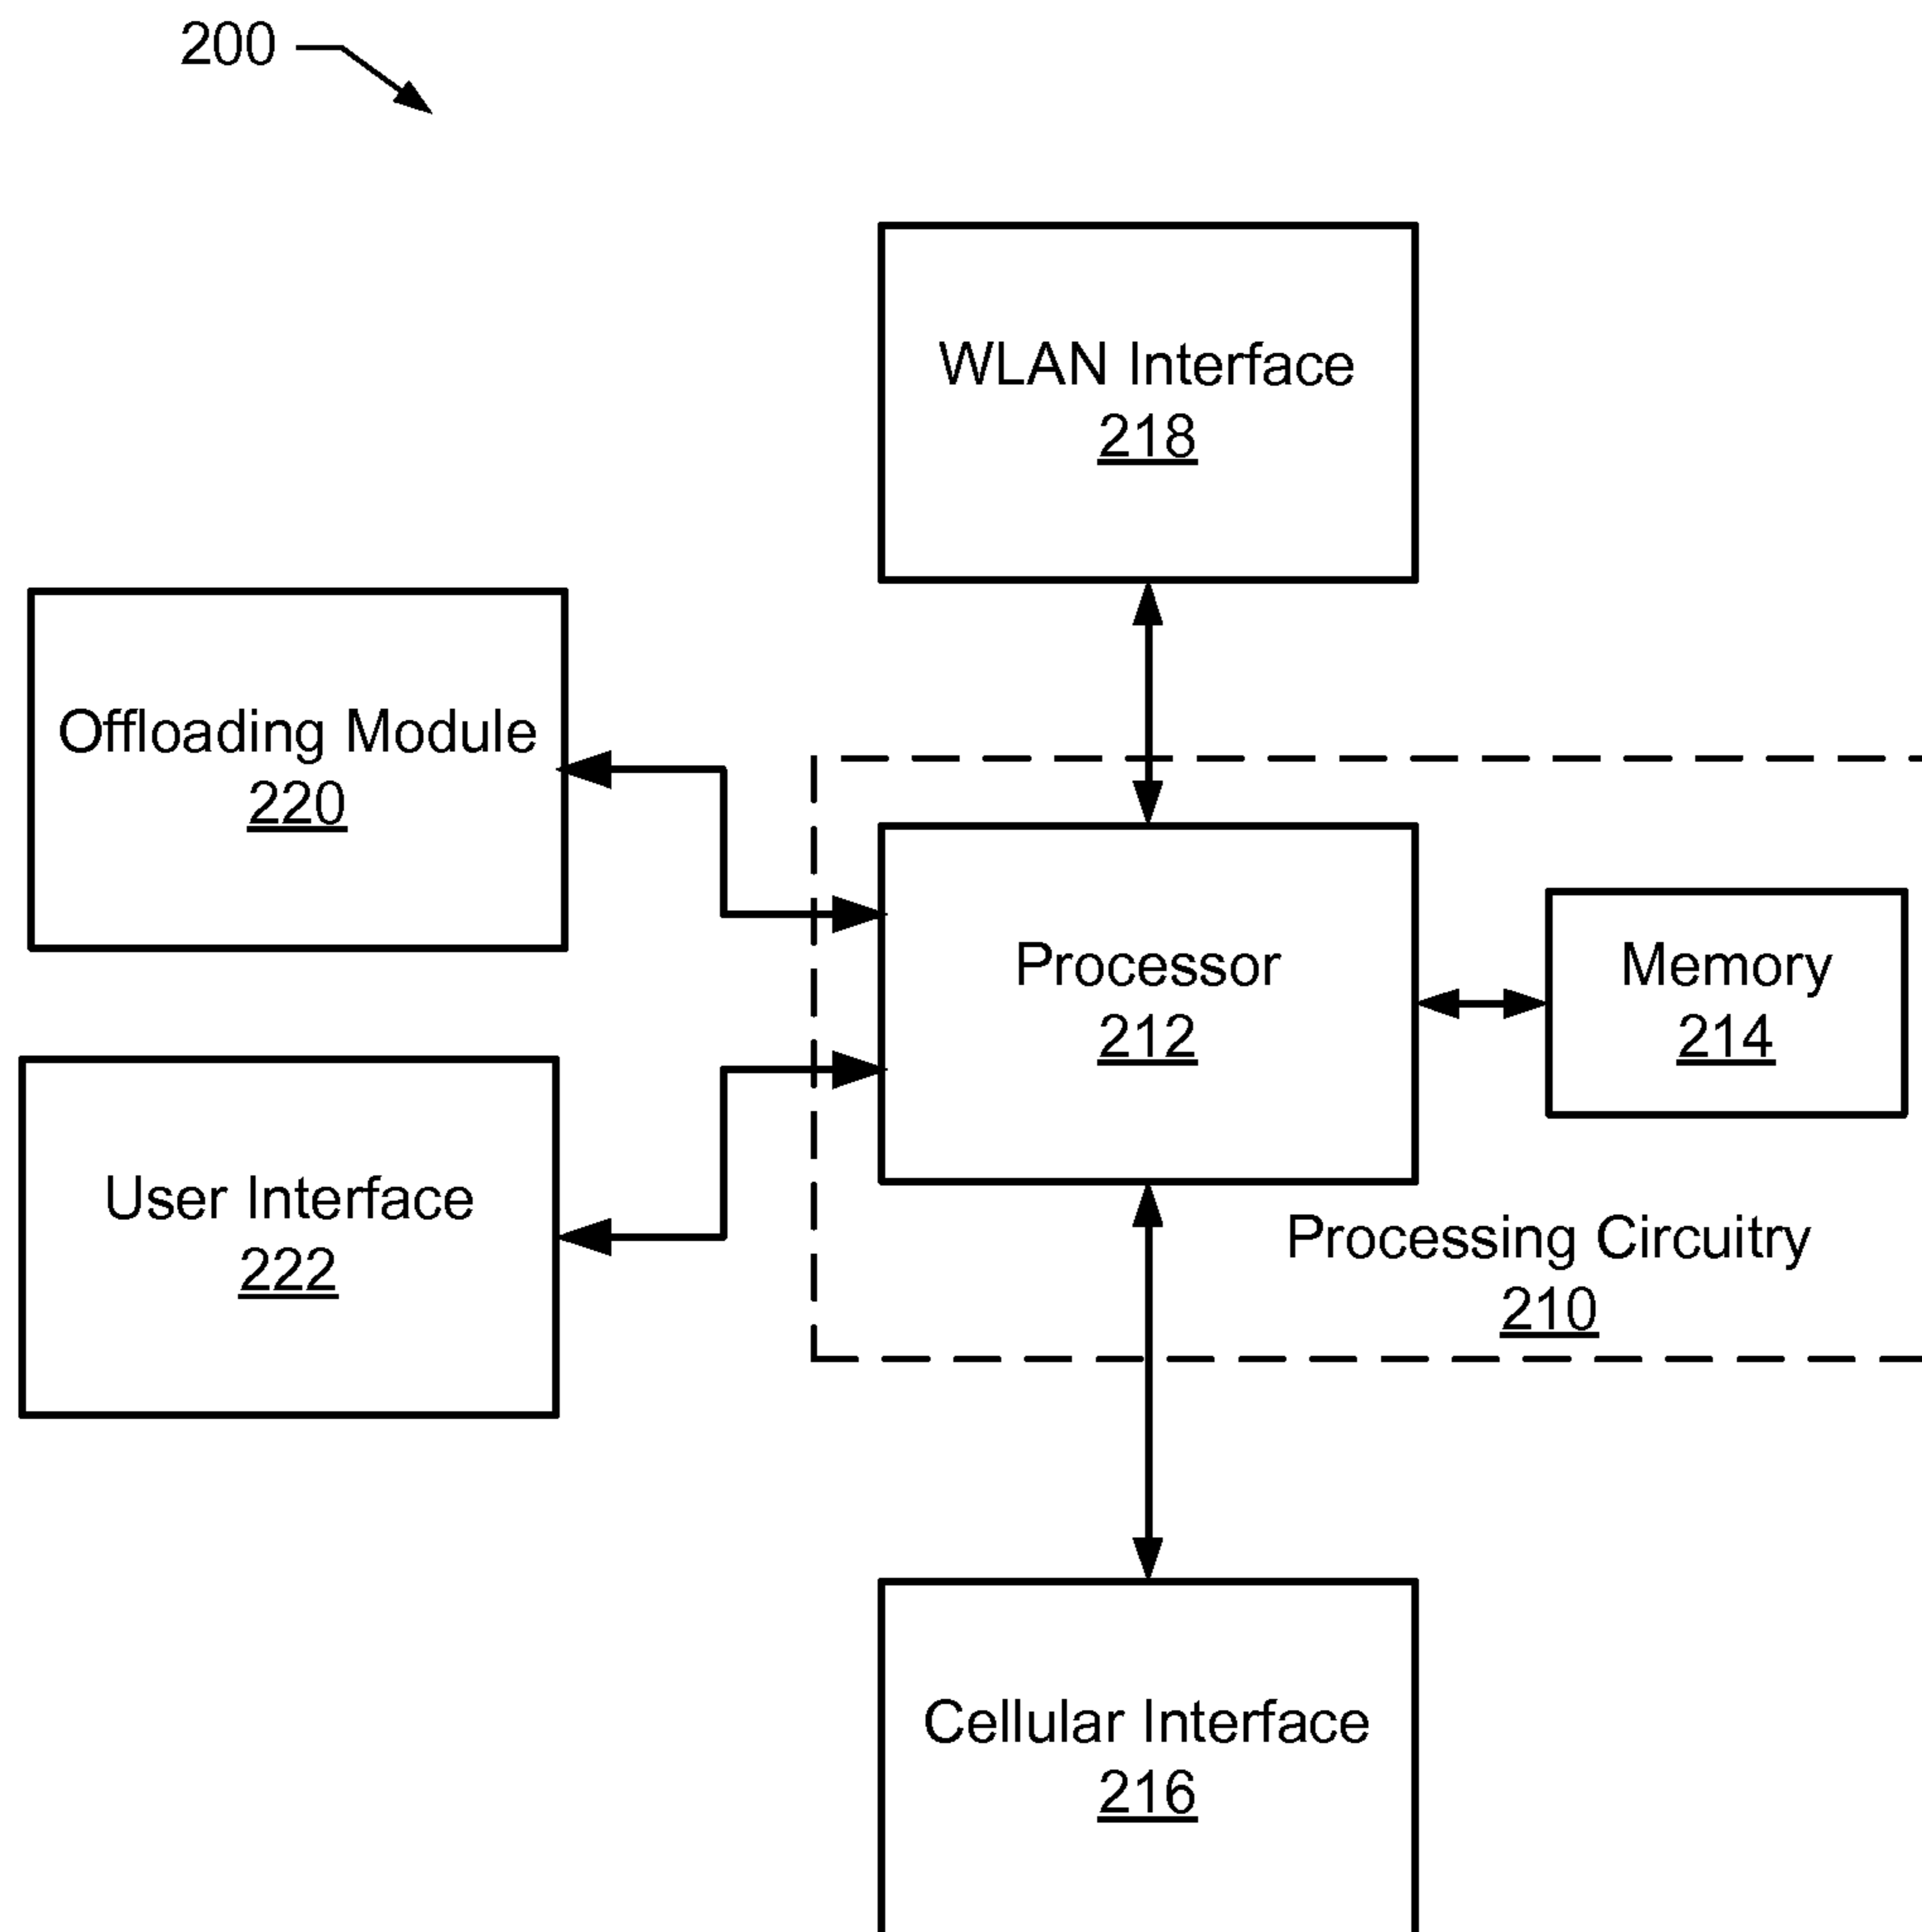 200
WLAN Interface
218
Offloading Module
220
Processor
212
Memory
214
User Interface
222
Processing Circuitry
210
Cellular Interface
216